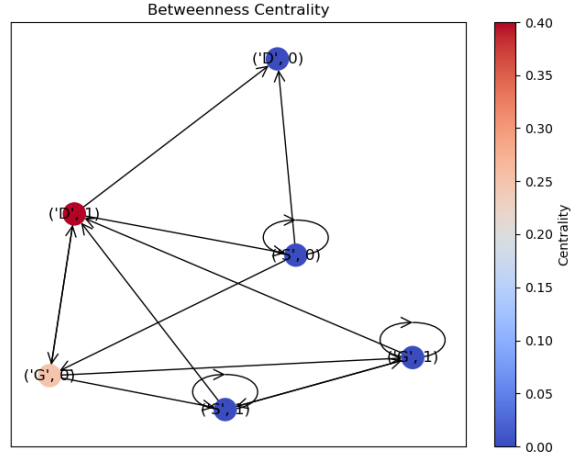 Betweenness Centrality
('D', 0)
('D', 1)
('S', 0)
('G', 1)
('G', 0)
('S', 1)
0.40
0.35
0.30
0.25
0.20
0.15
0.10
0.05
0.00
Centrality